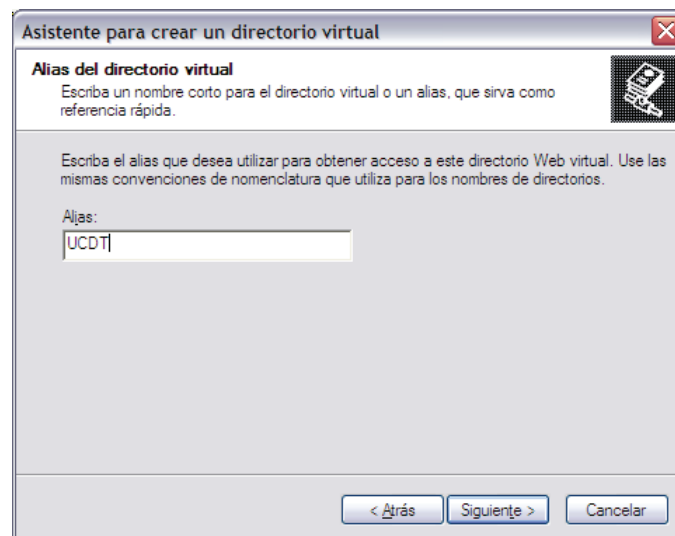 Asistente para crear un directorio virtual
Alias del directorio virtual
Escriba un nombre corto para el directorio virtual o un alias, que sirva como
referencia rápida.
Escriba el alias que desea utilizar para obtener acceso a este directorio Web virtual. Use las
mismas convenciones de nomenclatura que utiliza para los nombres de directorios.
Alias:
UCDT
< Atrás
Siguiente >
Cancelar